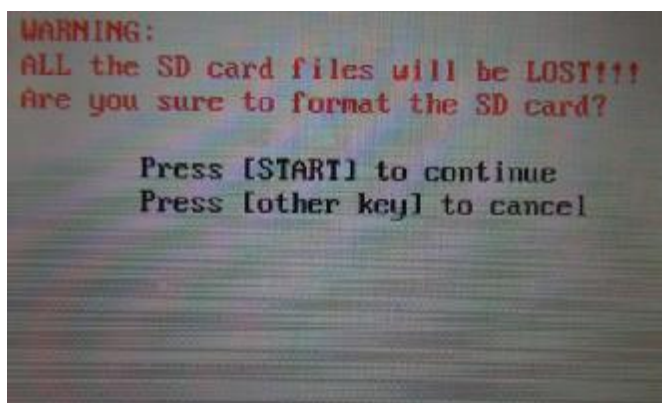 WARNING:
ALL the SD card files will be LOST!!!
Are you sure to format the SD card?
Press [START] to continue
Press [other key] to cancel